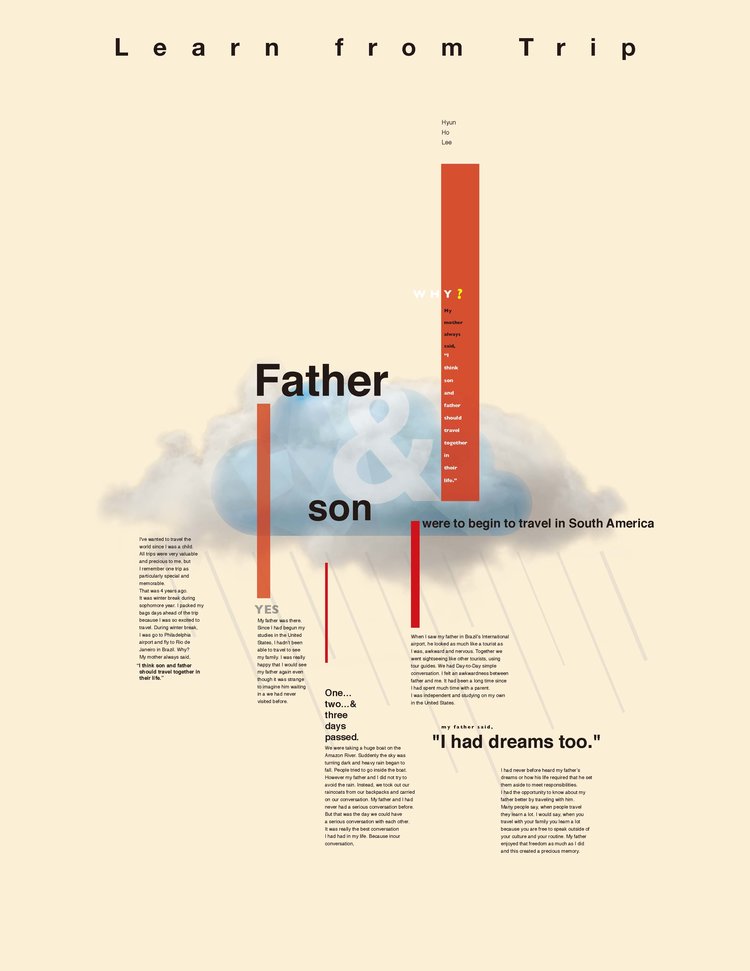 Learn from Trip
Hyun
Ho
Lee
WHY?
My
mother
always
said,
"I
think
son
and
father
should
travel
together
in
their
life."
Father
&
son
were to begin to travel in South America
I've wanted to travel the
world since I was a child.
All trips were very valuable
and precious to me, but
I remember one trip as
particularly special and
memorable.
That was 4 years ago.
It was winter break during
sophomore year. I packed my
bags days ahead of the trip
because I was so excited to
travel. During winter break,
I was go to Philadelphia
airport and fly to Rio de
Janeiro in Brazil. Why?
My mother always said,
"I think son and father
should travel together in
their life."
YES
My father was there.
Since I had begun my
studies in the United
States, I hadn't been
able to travel to see
my family. I was really
happy that I would see
my father again even
though it was strange
to imagine him waiting
in a we had never
visited before.
One...
two...&
three
days
passed.
We were taking a huge boat on the
Amazon River. Suddenly the sky was
turning dark and heavy rain began to
fall. People tried to go inside the boat.
However my father and I did not try to
avoid the rain. Instead, we took out our
raincoats from our backpacks and carried
on our conversation. My father and I had
never had a serious conversation before.
But that was the day we could have
a serious conversation with each other.
It was really the best conversation
I had had in my life. Because inour
conversation,
When I saw my father in Brazil's International
airport, he looked as much like a tourist as
I was, awkward and nervous. Together we
went sightseeing like other tourists, using
tour guides. We had Day-to-Day simple
conversation. I felt an awkwardness between
father and me. It had been a long time since
I had spent much time with a parent.
I was independent and studying on my own
in the United States.
my father said,
"I had dreams too."
I had never before heard my father's
dreams or how his life required that he set
them aside to meet responsibilities.
I had the opportunity to know about my
father better by traveling with him.
Many people say, when people travel
they learn a lot. I would say, when you
travel with your family you learn a lot
because you are free to speak outside of
your culture and your routine. My father
enjoyed that freedom as much as I did
and this created a precious memory.